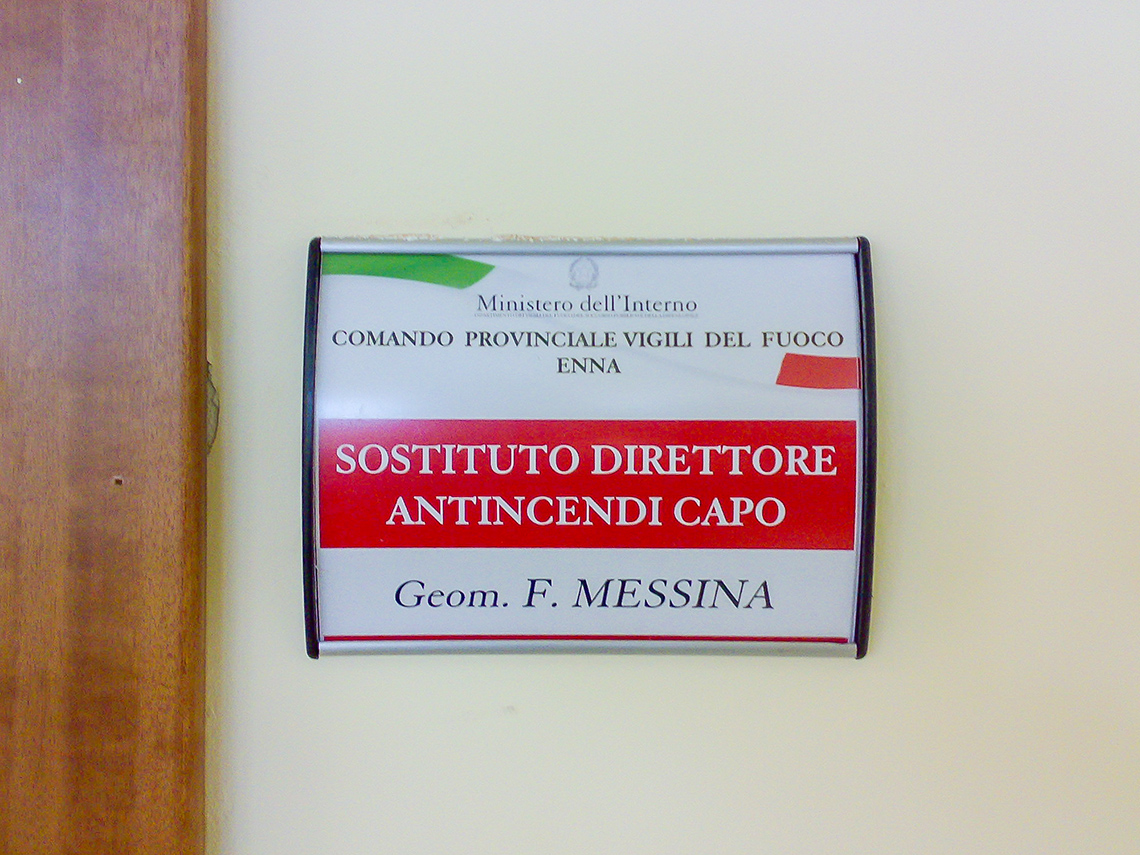 Ministero dell'Interno
COMANDO PROVINCIALE VIGILI DEL FUOCO
ENNA
SOSTITUTO DIRETTORE
ANTINCENDI CAPO
Geom. F. MESSINA